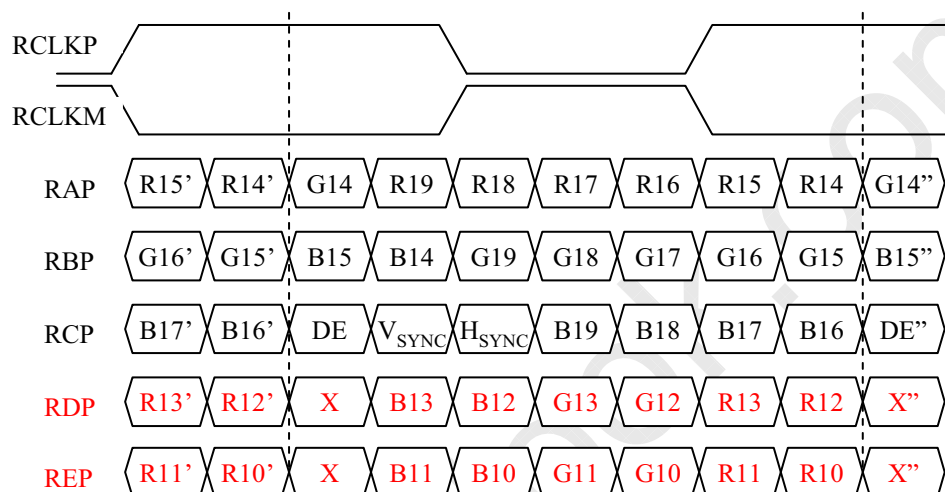 RCLKP
RCLKM
RAP R15’ R14’ G14 R19 R18 R17 R16 R15 R14 G14”
RBP G16’ G15’ B15 B14 G19 G18 G17 G16 G15 B15”
RCP B17’ B16’ DE VSYNC HSYNC B19 B18 B17 B16 DE”
RDP R13’ R12’ X B13 B12 G13 G12 R13 R12 X”
REP R11’ R10’ X B11 B10 G11 G10 R11 R10 X”